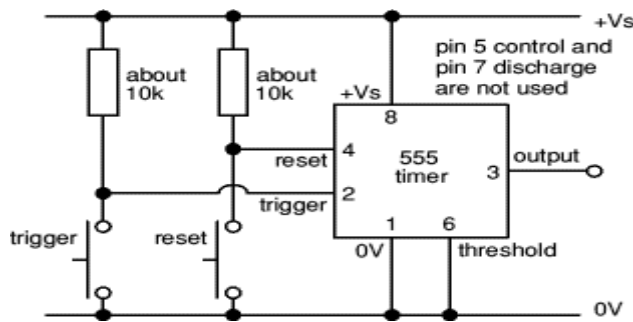 +Vs
pin 5 control and
pin 7 discharge
are not used
about
10k
about
10k
+Vs
8
reset
4
555
timer
3
output
2
trigger
trigger
reset
1
6
0V
threshold
0V